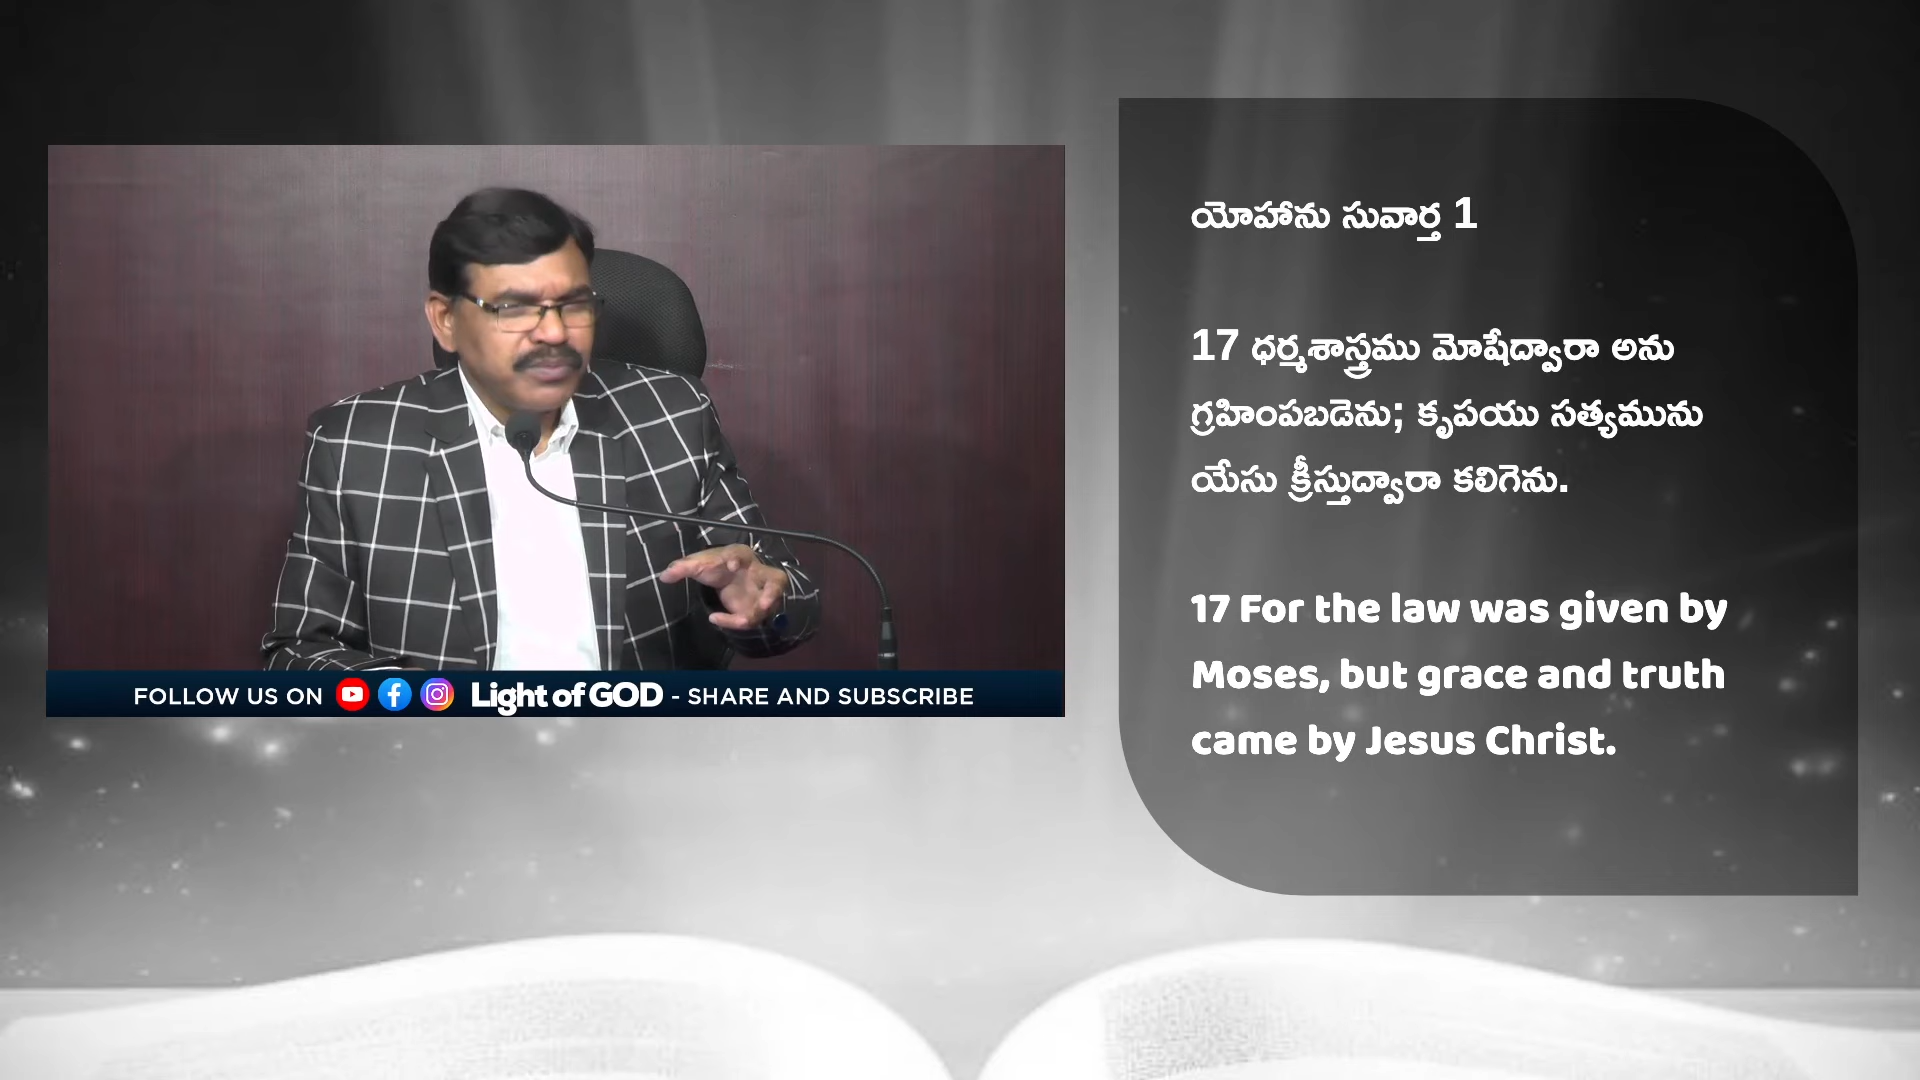 యోహాను సువార్త 1
17 ధర్మశాస్త్రము మోషేద్వారా అను
గ్రహింపబడెను; కృపయు సత్యమును
యేసు క్రీస్తుద్వారా కలిగెను.
17 For the law was given by
Moses, but grace and truth
came by Jesus Christ.
FOLLOW US ON Light of GOD - SHARE AND SUBSCRIBE